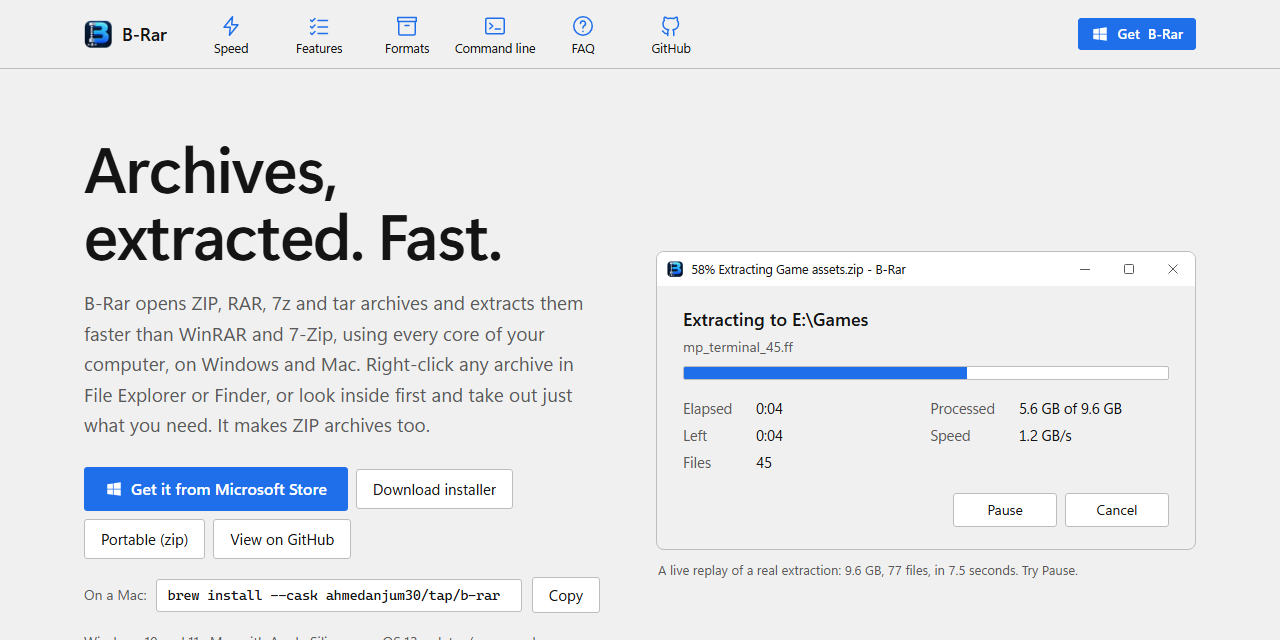 B-Rar
Speed
Features
Formats
Command line
FAQ
GitHub
Get B-Rar
Archives,
extracted. Fast.
B-Rar opens ZIP, RAR, 7z and tar archives and extracts them
faster than WinRAR and 7-Zip, using every core of your
computer, on Windows and Mac. Right-click any archive in
File Explorer or Finder, or look inside first and take out just
what you need. It makes ZIP archives too.
Get it from Microsoft Store
Download installer
Portable (zip)
View on GitHub
On a Mac:
brew install --cask ahmedanjum30/tap/b-rar
Copy
58% Extracting Game assets.zip - B-Rar
Extracting to E:\Games
mp_terminal_45.ff
Elapsed 0:04 Processed 5.6 GB of 9.6 GB
Left 0:04 Speed 1.2 GB/s
Files 45
Pause
Cancel
A live replay of a real extraction: 9.6 GB, 77 files, in 7.5 seconds. Try Pause.